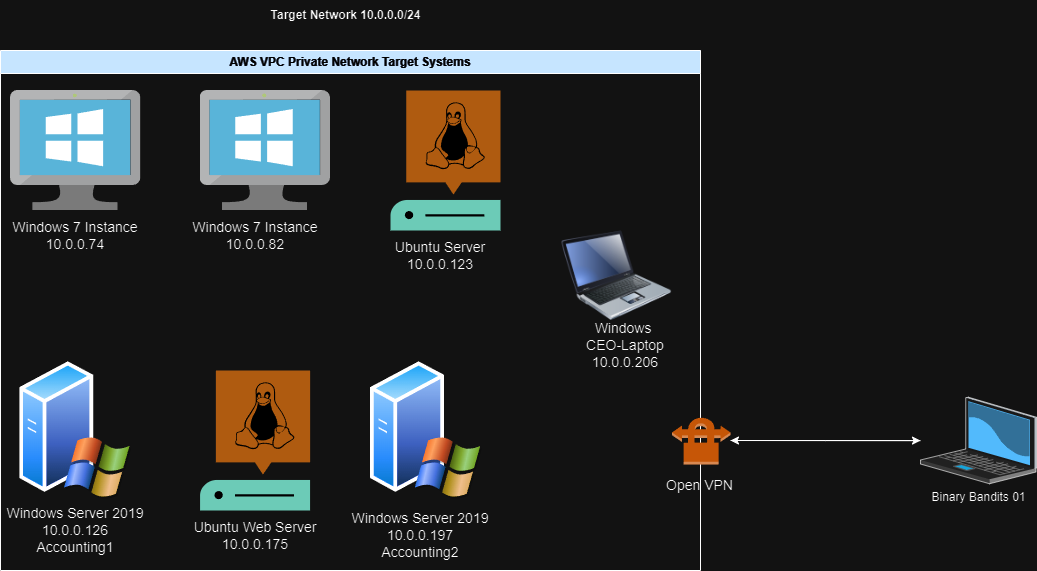 Target Network 10.0.0.0/24
AWS VPC Private Network Target Systems
Windows 7 Instance
10.0.0.74
Windows 7 Instance
10.0.0.82
Ubuntu Server
10.0.0.123
Windows
CEO-Laptop
10.0.0.206
Windows Server 2019
10.0.0.126
Accounting1
Ubuntu Web Server
10.0.0.175
Windows Server 2019
10.0.0.197
Accounting2
Open VPN
Binary Bandits 01